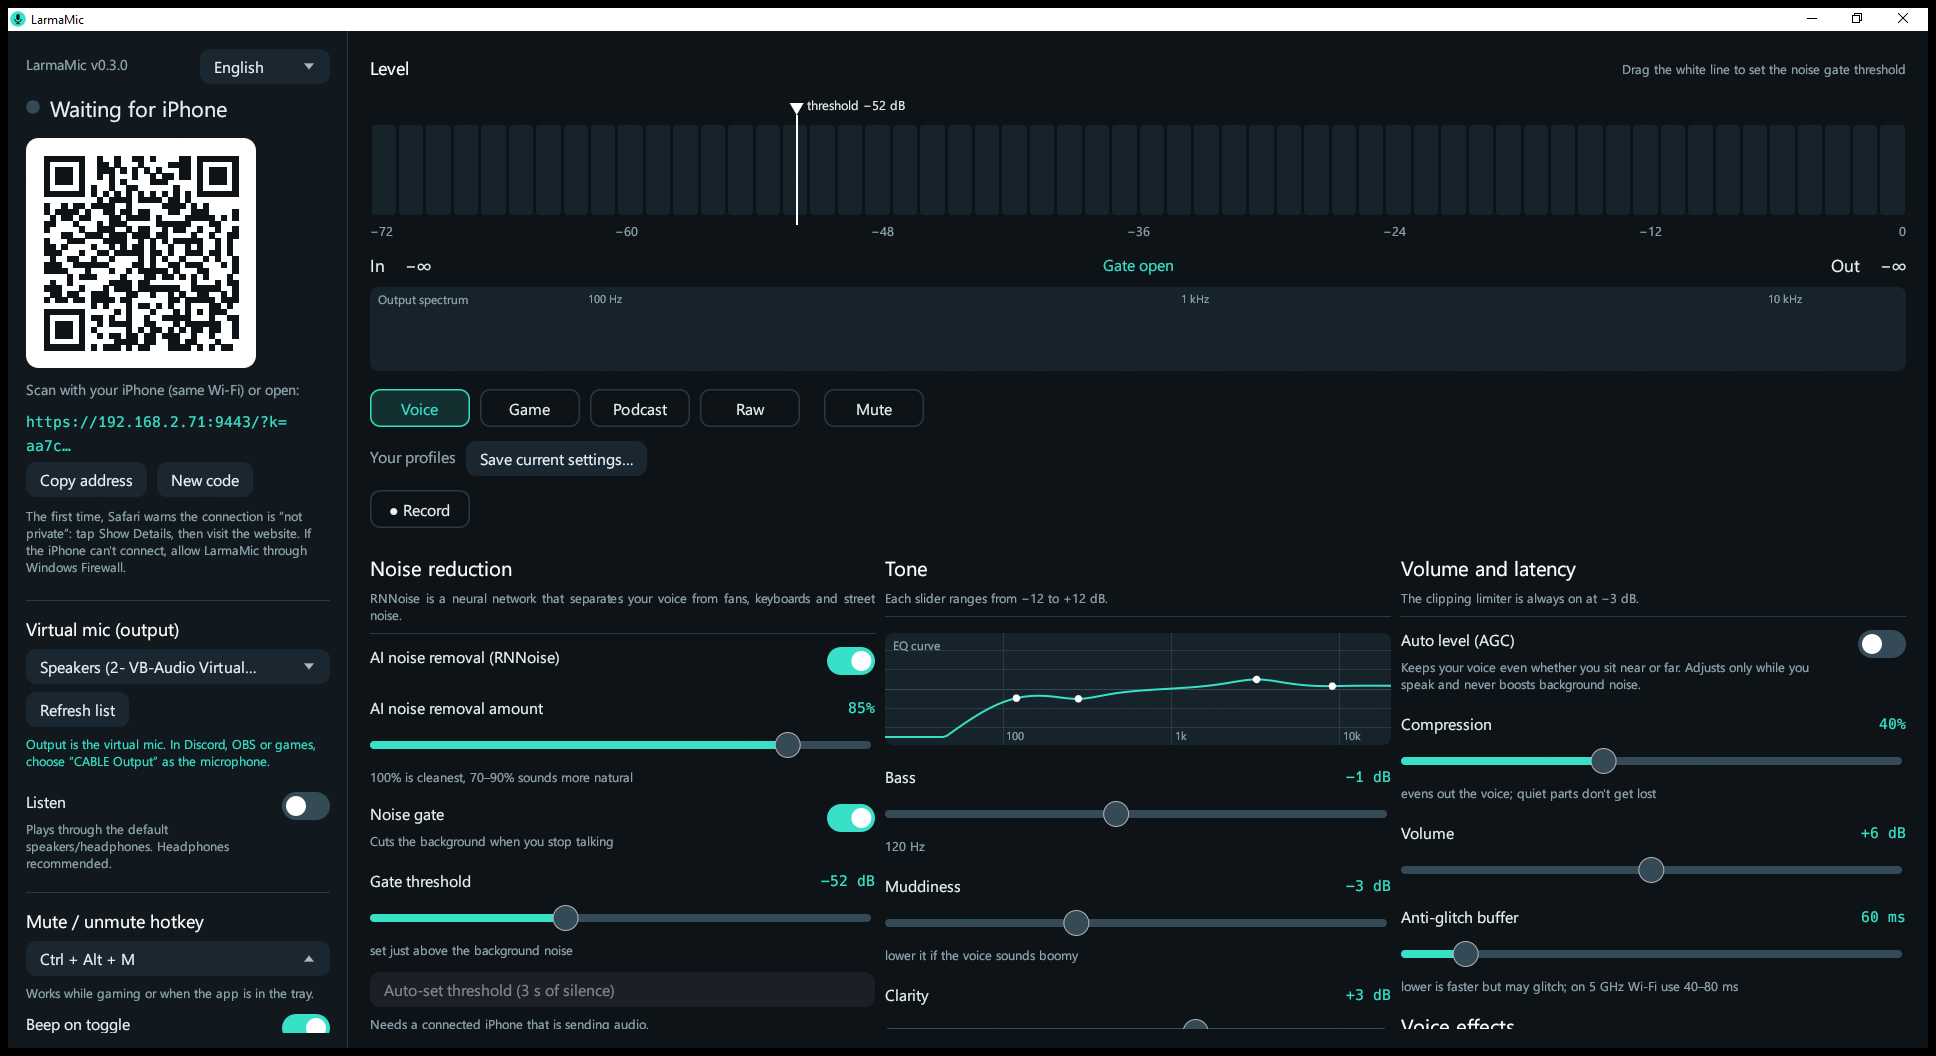 LarmaMic
LarmaMic v0.3.0
English
Waiting for iPhone
Scan with your iPhone (same Wi-Fi) or open:
https://192.168.2.71:9443/?k=
aa7c…
Copy address
New code
The first time, Safari warns the connection is “not
private”: tap Show Details, then visit the website. If
the iPhone can't connect, allow LarmaMic through
Windows Firewall.
Virtual mic (output)
Speakers (2- VB-Audio Virtual...
Refresh list
Output is the virtual mic. In Discord, OBS or games,
choose “CABLE Output” as the microphone.
Listen
Plays through the default
speakers/headphones. Headphones
recommended.
Mute / unmute hotkey
Ctrl + Alt + M
Works while gaming or when the app is in the tray.
Beep on toggle
Level
Drag the white line to set the noise gate threshold
threshold −52 dB
−72 −60 −48 −36 −24 −12 0
In −∞
Gate open
Out −∞
Output spectrum
100 Hz
1 kHz
10 kHz
Voice
Game
Podcast
Raw
Mute
Your profiles
Save current settings...
● Record
Noise reduction
RNNoise is a neural network that separates your voice from fans, keyboards and street
noise.
AI noise removal (RNNoise)
AI noise removal amount
85%
100% is cleanest, 70–90% sounds more natural
Noise gate
Cuts the background when you stop talking
Gate threshold
−52 dB
set just above the background noise
Auto-set threshold (3 s of silence)
Needs a connected iPhone that is sending audio.
Tone
Each slider ranges from −12 to +12 dB.
EQ curve
100
1k
10k
Bass
−1 dB
120 Hz
Muddiness
−3 dB
lower it if the voice sounds boomy
Clarity
+3 dB
Volume and latency
The clipping limiter is always on at −3 dB.
Auto level (AGC)
Keeps your voice even whether you sit near or far. Adjusts only while you
speak and never boosts background noise.
Compression
40%
evens out the voice; quiet parts don't get lost
Volume
+6 dB
Anti-glitch buffer
60 ms
lower is faster but may glitch; on 5 GHz Wi-Fi use 40–80 ms
Voice effects